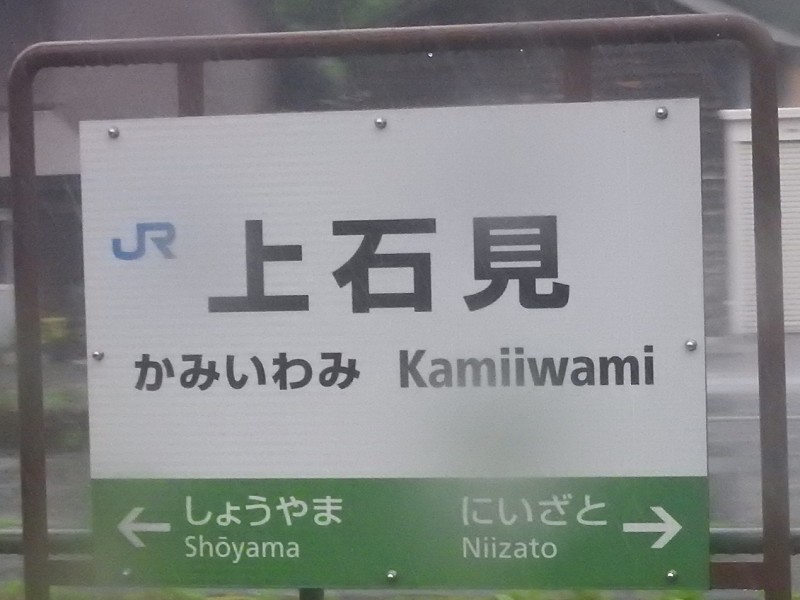 JR 上石見
かみいわみ Kamiiwami
← しょうやま にいざと →
Shōyama Niizato